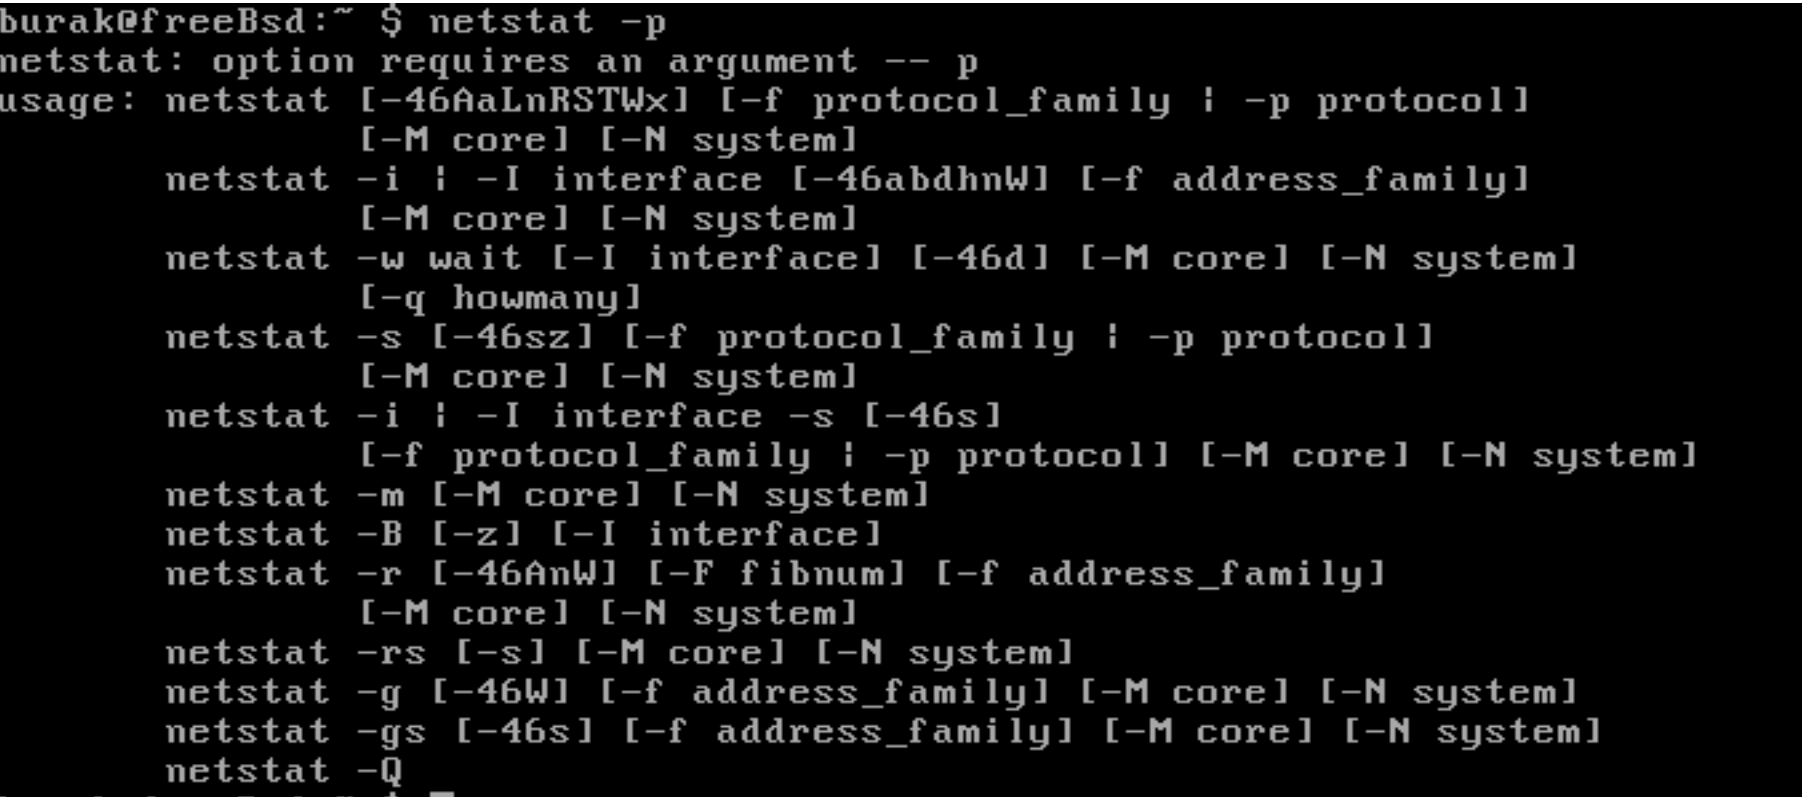 burak@freeBsd:~ $ netstat -p
netstat: option requires an argument -- p
usage: netstat [-46AaLnRSTWx] [-f protocol_family | -p protocol]
               [-M core] [-N system]
       netstat -i | -I interface [-46abdhnW] [-f address_family]
               [-M core] [-N system]
       netstat -w wait [-I interface] [-46d] [-M core] [-N system]
               [-q howmany]
       netstat -s [-46sz] [-f protocol_family | -p protocol]
               [-M core] [-N system]
       netstat -i | -I interface -s [-46s]
               [-f protocol_family | -p protocol] [-M core] [-N system]
       netstat -m [-M core] [-N system]
       netstat -B [-z] [-I interface]
       netstat -r [-46AnW] [-F fibnum] [-f address_family]
               [-M core] [-N system]
       netstat -rs [-s] [-M core] [-N system]
       netstat -g [-46W] [-f address_family] [-M core] [-N system]
       netstat -gs [-46s] [-f address_family] [-M core] [-N system]
       netstat -Q